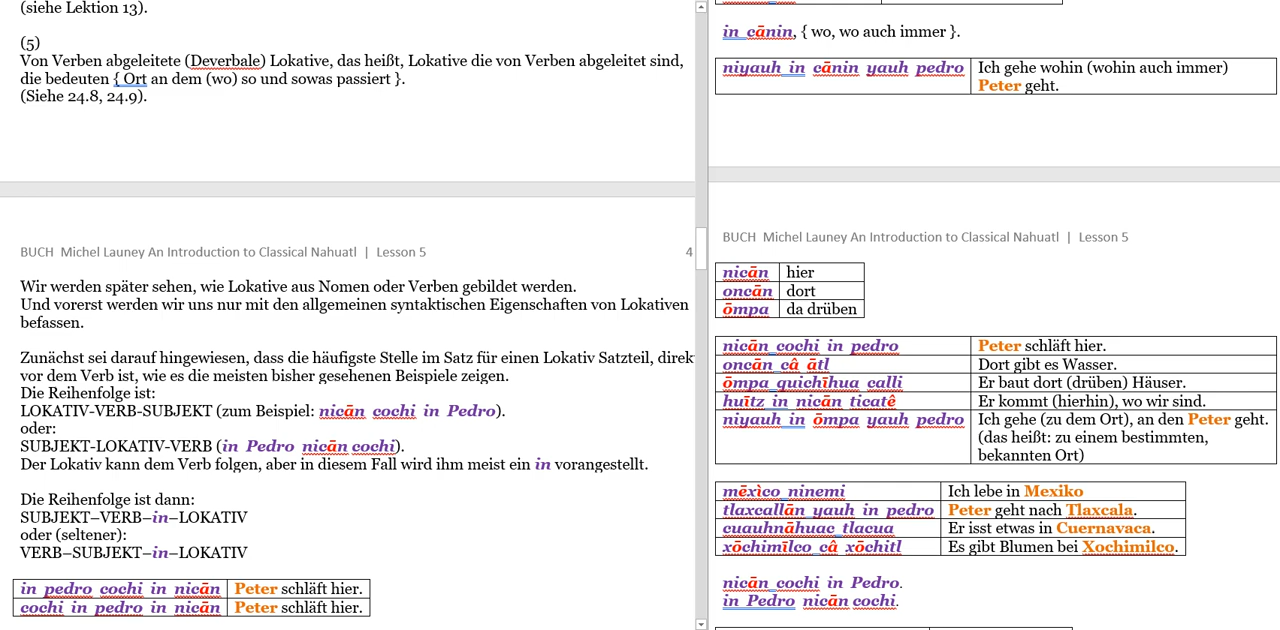 (siehe Lektion 13).
(5)
Von Verben abgeleitete (Deverbale) Lokative, das heißt, Lokative die von Verben abgeleitet sind,
die bedeuten { Ort an dem (wo) so und sowas passiert }.
(Siehe 24.8, 24.9).
BUCH Michel Launey An Introduction to Classical Nahuatl | Lesson 5 4
Wir werden später sehen, wie Lokative aus Nomen oder Verben gebildet werden.
Und vorerst werden wir uns nur mit den allgemeinen syntaktischen Eigenschaften von Lokativen
befassen.
Zunächst sei darauf hingewiesen, dass die häufigste Stelle im Satz für einen Lokativ Satzteil, direk
vor dem Verb ist, wie es die meisten bisher gesehenen Beispiele zeigen.
Die Reihenfolge ist:
LOKATIV-VERB-SUBJEKT (zum Beispiel: nicān cochi in Pedro).
oder:
SUBJEKT-LOKATIV-VERB (in Pedro nicān cochi).
Der Lokativ kann dem Verb folgen, aber in diesem Fall wird ihm meist ein in vorangestellt.
Die Reihenfolge ist dann:
SUBJEKT–VERB–in–LOKATIV
oder (seltener):
VERB–SUBJEKT–in–LOKATIV
in pedro cochi in nicān Peter schläft hier.
cochi in pedro in nicān Peter schläft hier.
in cānin, { wo, wo auch immer }.
niyauh in cānin yauh pedro Ich gehe wohin (wohin auch immer)
Peter geht.
BUCH Michel Launey An Introduction to Classical Nahuatl | Lesson 5
nicān hier
oncān dort
ōmpa da drüben
nicān cochi in pedro Peter schläft hier.
oncān câ ātl Dort gibt es Wasser.
ōmpa quichīhua calli Er baut dort (drüben) Häuser.
huītz in nicān ticatê Er kommt (hierhin), wo wir sind.
niyauh in ōmpa yauh pedro Ich gehe (zu dem Ort), an den Peter geht.
(das heißt: zu einem bestimmten,
bekannten Ort)
mēxìco ninemi Ich lebe in Mexiko
tlaxcallān yauh in pedro Peter geht nach Tlaxcala.
cuauhnāhuac tlacua Er isst etwas in Cuernavaca.
xōchimīlco câ xōchitl Es gibt Blumen bei Xochimilco.
nicān cochi in Pedro.
in Pedro nicān cochi.